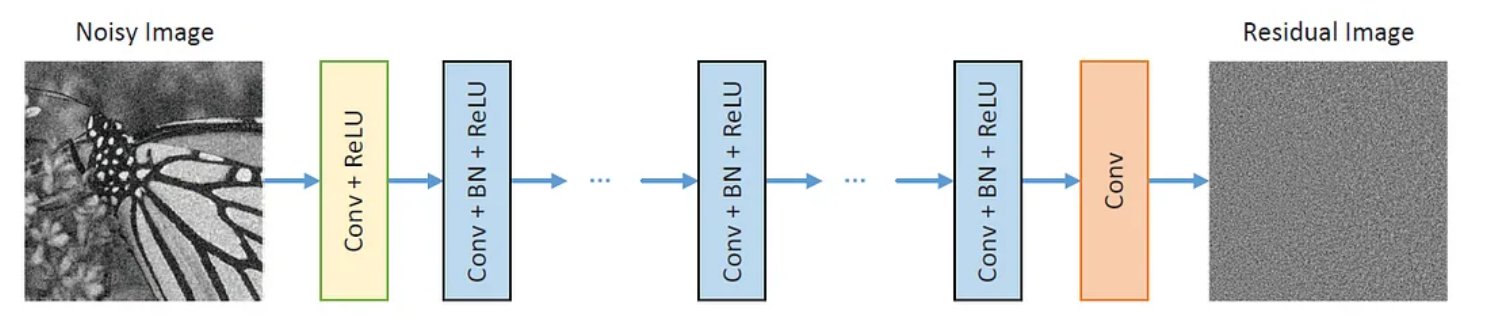 Noisy Image
Conv + ReLU
Conv + BN + ReLU
...
Conv + BN + ReLU
...
Conv + BN + ReLU
Conv
Residual Image